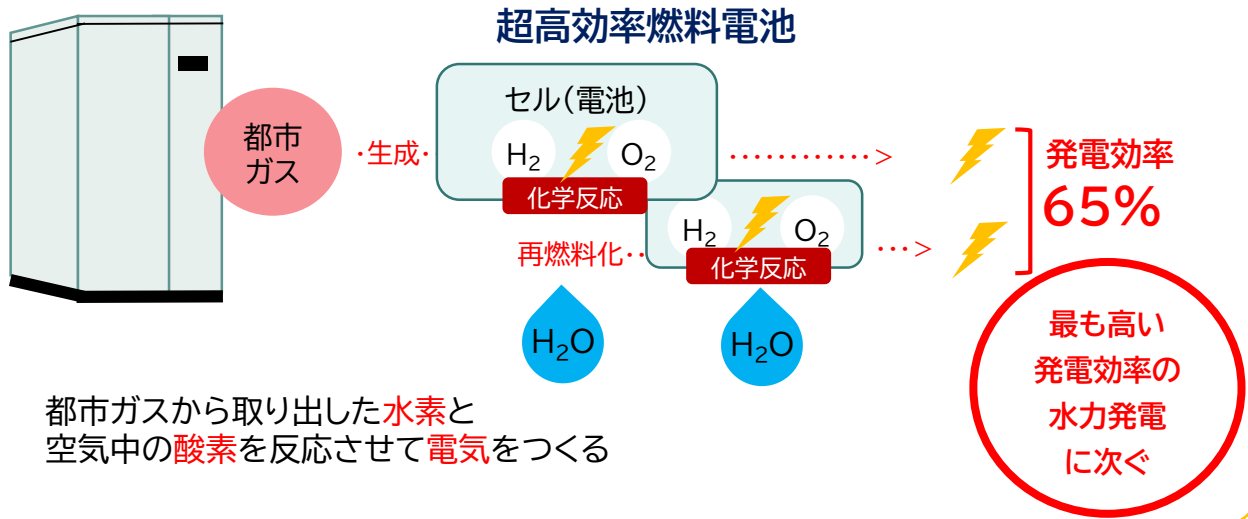 超高効率燃料電池
セル（電池）
都市
ガス
‥生成‥
H₂
O₂
化学反応
…………>
再燃料化‥
H₂
O₂
化学反応
…>
発電効率
65%
H₂O
H₂O
最も高い
発電効率の
水力発電
に次ぐ
都市ガスから取り出した水素と
空気中の酸素を反応させて電気をつくる